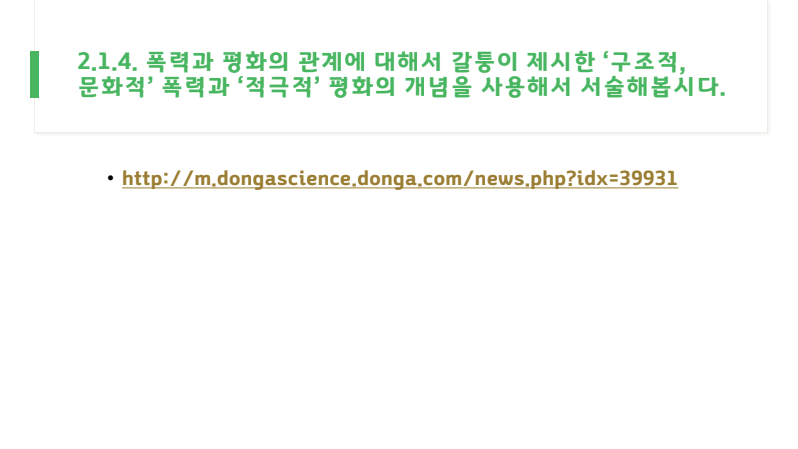 2.1.4. 폭력과 평화의 관계에 대해서 갈퉁이 제시한 ‘구조적,
문화적’ 폭력과 ‘적극적’ 평화의 개념을 사용해서 서술해봅시다.
• http://m.dongascience.donga.com/news.php?idx=39931